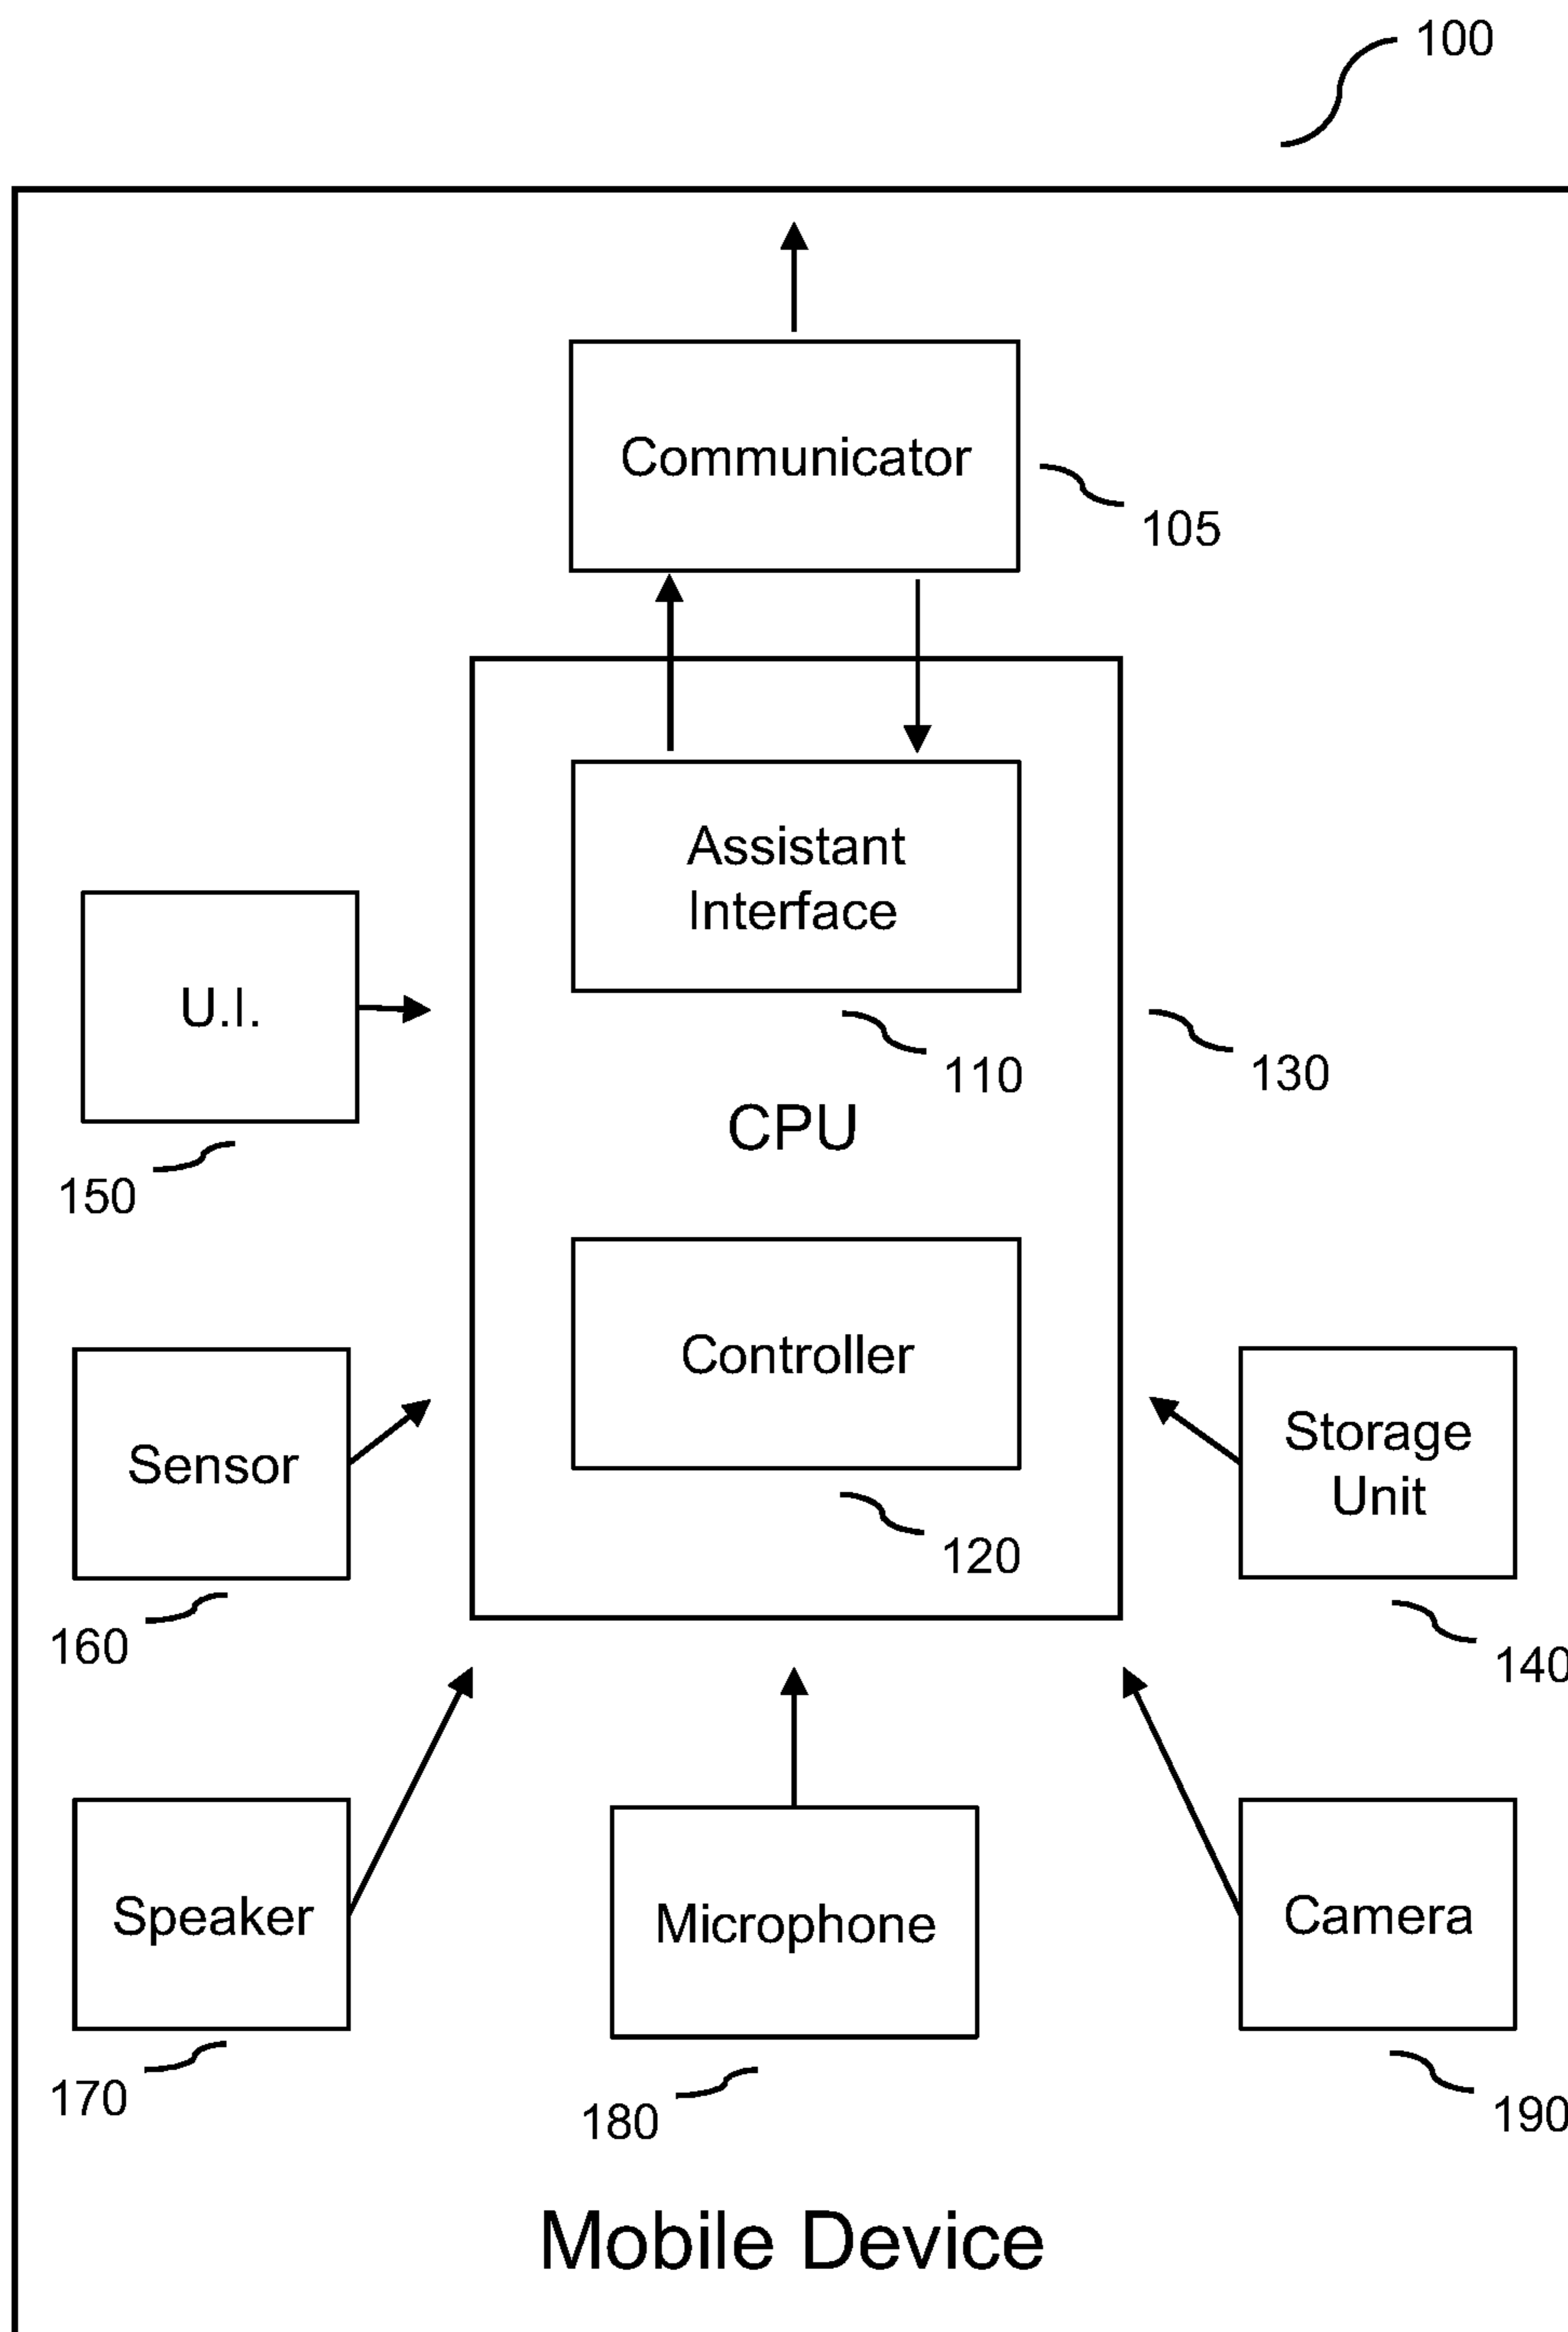 100
Communicator
105
Assistant
Interface
110
130
U.I.
150
CPU
Controller
120
Sensor
160
Storage
Unit
140
Speaker
170
Microphone
180
Camera
190
Mobile Device